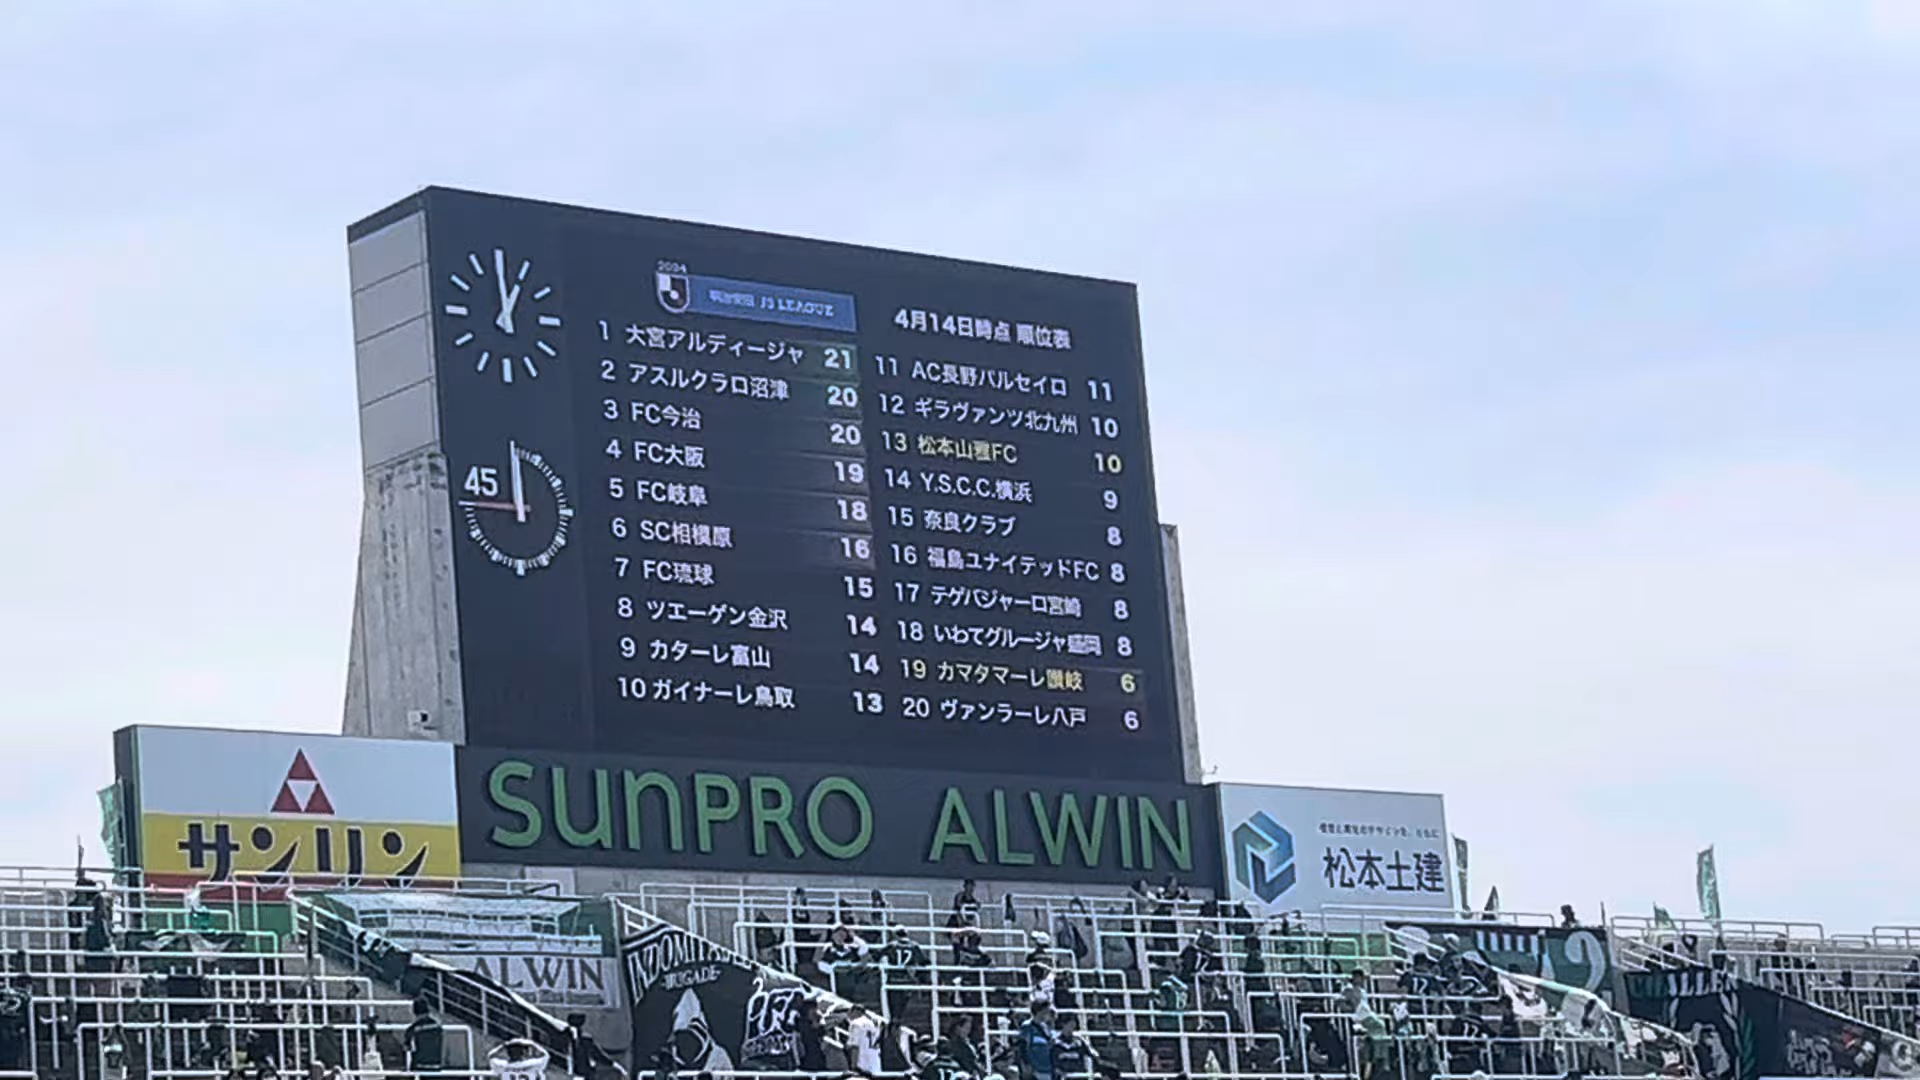 2024
明治安田 J3 LEAGUE
4月14日時点 順位表
1 大宮アルディージャ 21
2 アスルクラロ沼津 20
3 FC今治 20
4 FC大阪 19
5 FC岐阜 18
6 SC相模原 16
7 FC琉球 15
8 ツエーゲン金沢 14
9 カターレ富山 14
10 ガイナーレ鳥取 13
11 AC長野パルセイロ 11
12 ギラヴァンツ北九州 10
13 松本山雅FC 10
14 Y.S.C.C.横浜 9
15 奈良クラブ 8
16 福島ユナイテッドFC 8
17 テゲバジャーロ宮崎 8
18 いわてグルージャ盛岡 8
19 カマタマーレ讃岐 6
20 ヴァンラーレ八戸 6
45
サンリン
SUNPRO ALWIN
松本土建
ALWIN
BRIGADE
12